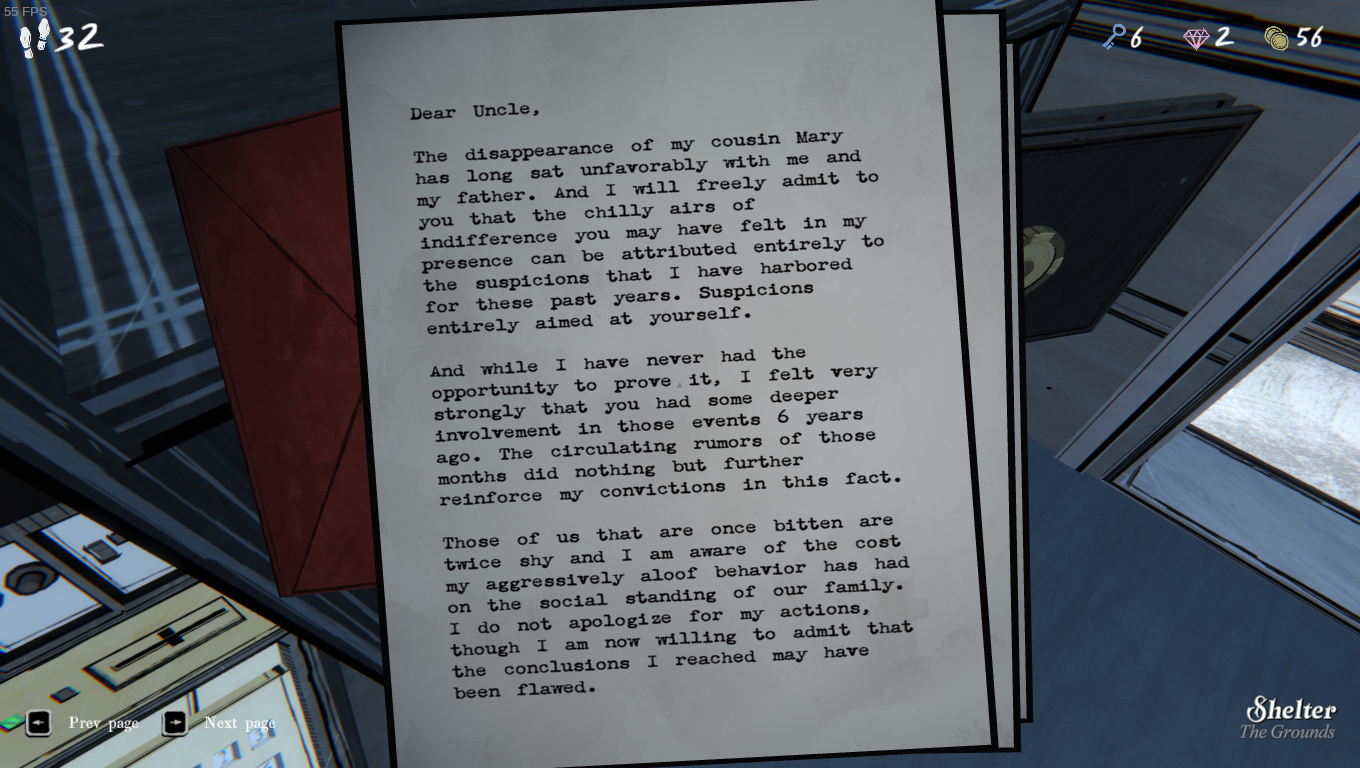 55 FPS
32
6
2
56
Dear Uncle,
The disappearance of my cousin Mary
has long sat unfavorably with me and
my father. And I will freely admit to
you that the chilly airs of
indifference you may have felt in my
presence can be attributed entirely to
the suspicions that I have harbored
for these past years. Suspicions
entirely aimed at yourself.
And while I have never had the
opportunity to prove it, I felt very
strongly that you had some deeper
involvement in those events 6 years
ago. The circulating rumors of those
months did nothing but further
reinforce my convictions in this fact.
Those of us that are once bitten are
twice shy and I am aware of the cost
my aggressively aloof behavior has had
on the social standing of our family.
I do not apologize for my actions,
though I am now willing to admit that
the conclusions I reached may have
been flawed.
Prev page
Next page
Shelter
The Grounds